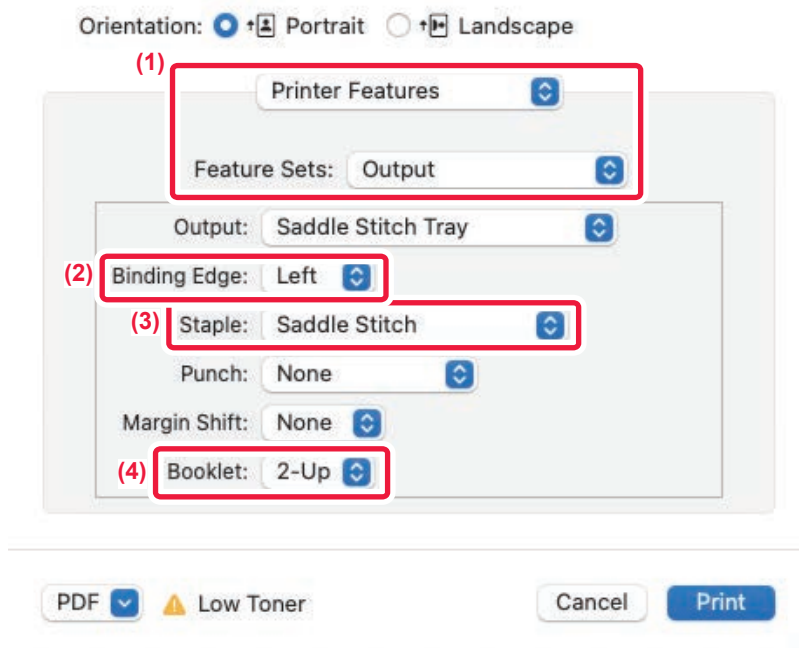 Orientation: Portrait Landscape
(1)
Printer Features
Feature Sets: Output
Output: Saddle Stitch Tray
(2) Binding Edge: Left
(3) Staple: Saddle Stitch
Punch: None
Margin Shift: None
(4) Booklet: 2-Up
PDF Low Toner Cancel Print